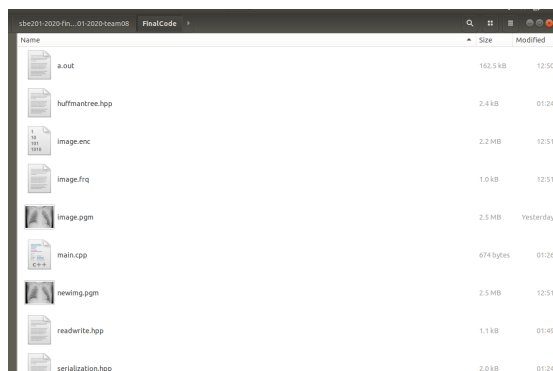 sbe201-2020-fin...01-2020-team08 FinalCode
Name Size Modified
a.out 162.5 kB 12:50
huffmantree.hpp 2.4 kB 01:24
1
10
101
1010
image.enc 2.2 MB 12:51
image.frq 1.0 kB 12:51
image.pgm 2.5 MB Yesterday
C++
main.cpp 674 bytes 01:26
newimg.pgm 2.5 MB 12:51
readwrite.hpp 1.1 kB 01:49
serialization.hpp 2.0 kB 01:24